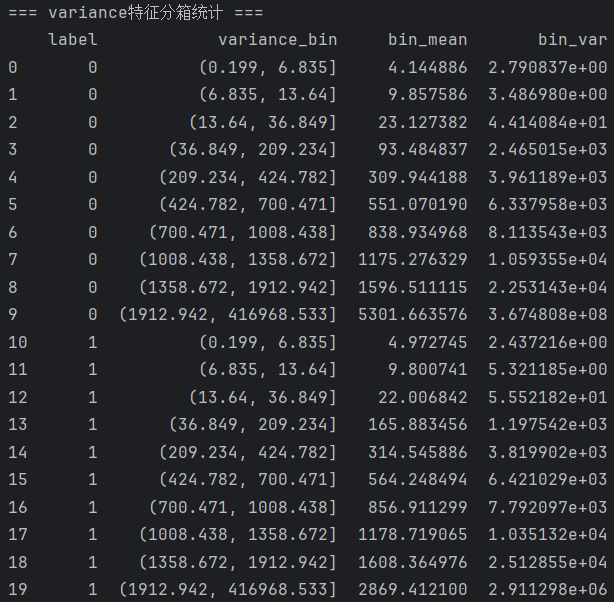 === variance特征分箱统计 ===
label variance_bin bin_mean bin_var
0 0 (0.199, 6.835] 4.144886 2.790837e+00
1 0 (6.835, 13.64] 9.857586 3.486980e+00
2 0 (13.64, 36.849] 23.127382 4.414084e+01
3 0 (36.849, 209.234] 93.484837 2.465015e+03
4 0 (209.234, 424.782] 309.944188 3.961189e+03
5 0 (424.782, 700.471] 551.070190 6.337958e+03
6 0 (700.471, 1008.438] 838.934968 8.113543e+03
7 0 (1008.438, 1358.672] 1175.276329 1.059355e+04
8 0 (1358.672, 1912.942] 1596.511115 2.253143e+04
9 0 (1912.942, 416968.533] 5301.663576 3.674808e+08
10 1 (0.199, 6.835] 4.972745 2.437216e+00
11 1 (6.835, 13.64] 9.800741 5.321185e+00
12 1 (13.64, 36.849] 22.006842 5.552182e+01
13 1 (36.849, 209.234] 165.883456 1.197542e+03
14 1 (209.234, 424.782] 314.545886 3.819902e+03
15 1 (424.782, 700.471] 564.248494 6.421029e+03
16 1 (700.471, 1008.438] 856.911299 7.792097e+03
17 1 (1008.438, 1358.672] 1178.719065 1.035132e+04
18 1 (1358.672, 1912.942] 1608.364976 2.512855e+04
19 1 (1912.942, 416968.533] 2869.412100 2.911298e+06